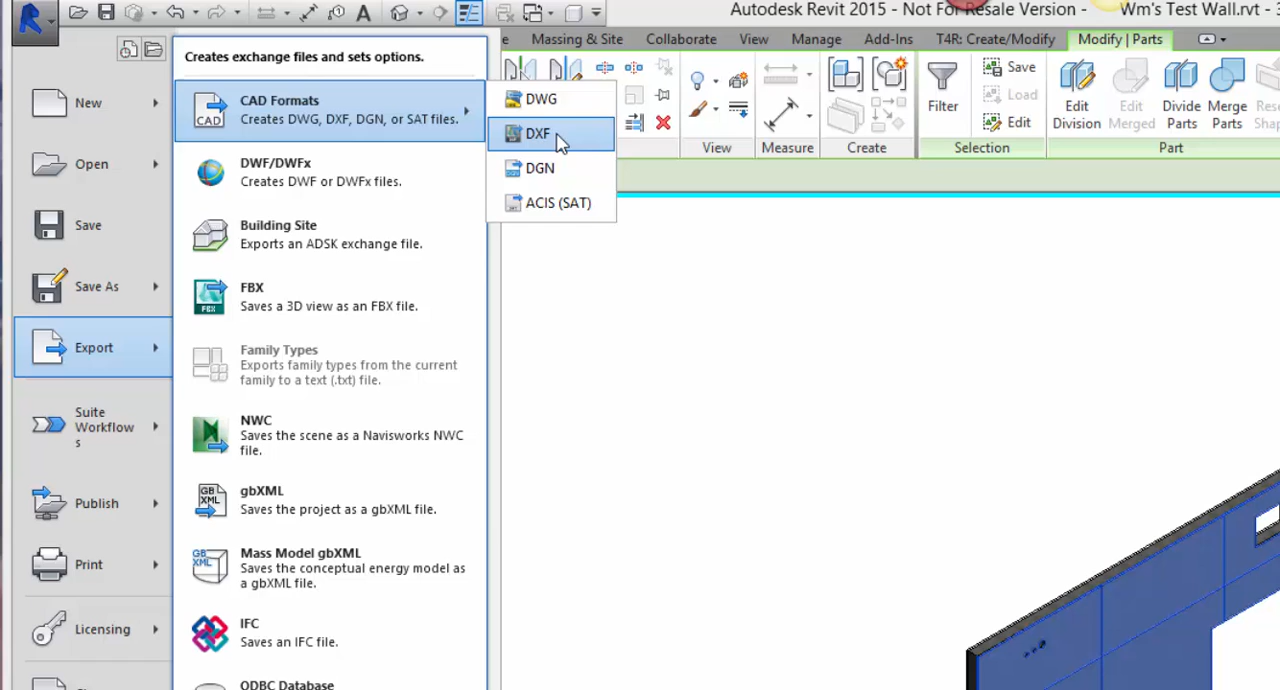 Autodesk Revit 2015 - Not For Resale Version -
Wm's Test Wall.rvt - 3
Massing & Site
Collaborate
View
Manage
Add-Ins
T4R: Create/Modify
Modify | Parts
New
Open
Save
Save As
Export
Suite
Workflow
s
Publish
Print
Licensing
Creates exchange files and sets options.
CAD
CAD Formats
Creates DWG, DXF, DGN, or SAT files.
DWF/DWFx
Creates DWF or DWFx files.
Building Site
Exports an ADSK exchange file.
FBX
FBX
Saves a 3D view as an FBX file.
Family Types
Exports family types from the current
family to a text (.txt) file.
NWC
Saves the scene as a Navisworks NWC
file.
GB
XML
gbXML
Saves the project as a gbXML file.
GB
XML
Mass Model gbXML
Saves the conceptual energy model as
a gbXML file.
IFC
Saves an IFC file.
ODBC Database
DWG
DXF
DGN
ACIS (SAT)
View
Measure
Create
Filter
Save
Load
Edit
Selection
Edit
Division
Edit
Merged
Divide
Parts
Merge
Parts
Part